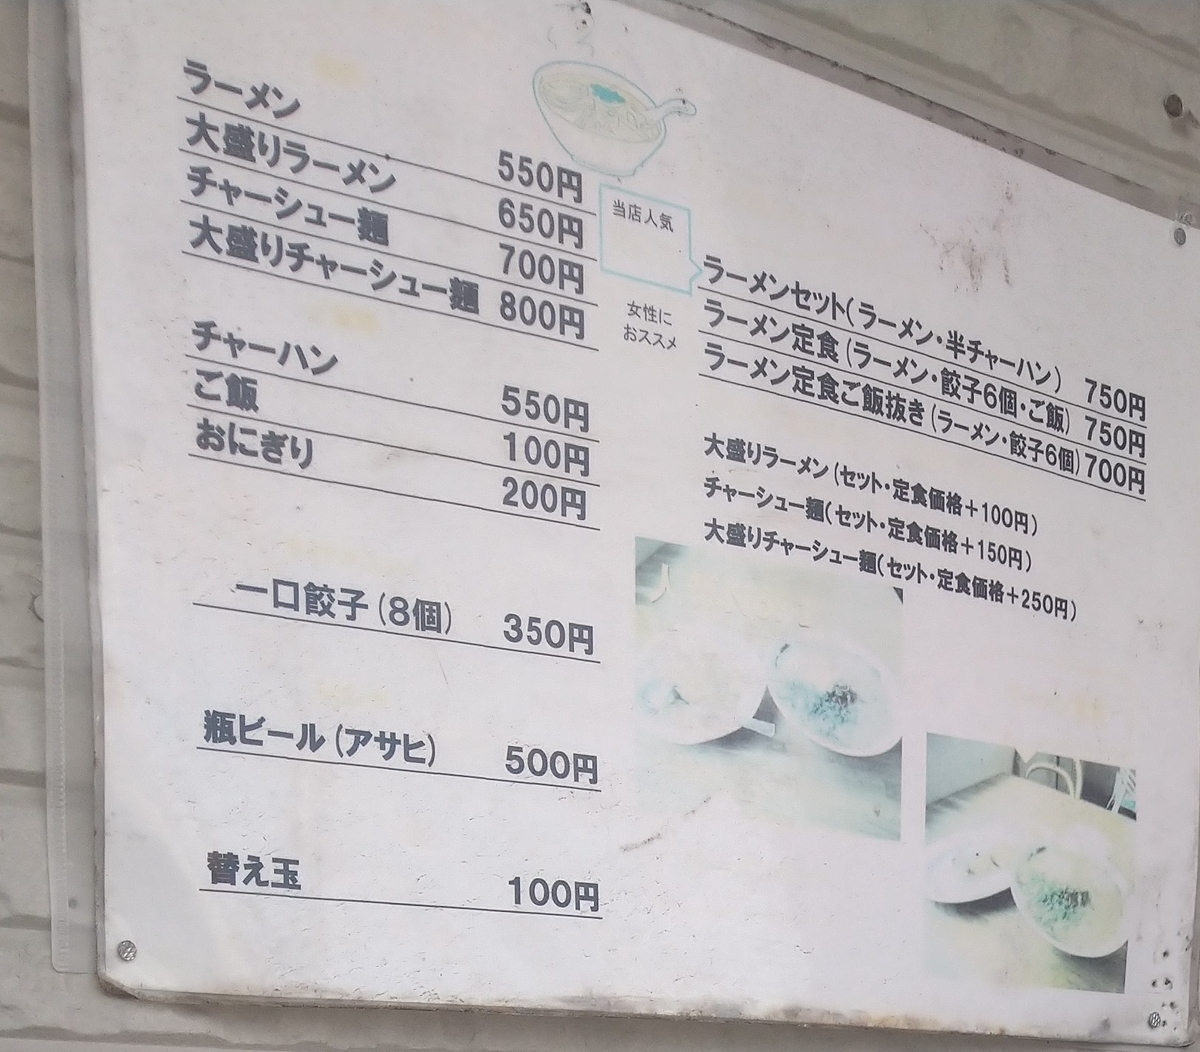 ラーメン 550円
大盛りラーメン 650円
チャーシュー麺 700円
大盛りチャーシュー麺 800円
チャーハン 550円
ご飯 100円
おにぎり 200円
一口餃子(8個) 350円
瓶ビール(アサヒ) 500円
替え玉 100円
当店人気
女性に
おススメ
ラーメンセット(ラーメン・半チャーハン) 750円
ラーメン定食(ラーメン・餃子6個・ご飯) 750円
ラーメン定食ご飯抜き(ラーメン・餃子6個) 700円
大盛りラーメン(セット・定食価格+100円)
チャーシュー麺(セット・定食価格+150円)
大盛りチャーシュー麺(セット・定食価格+250円)